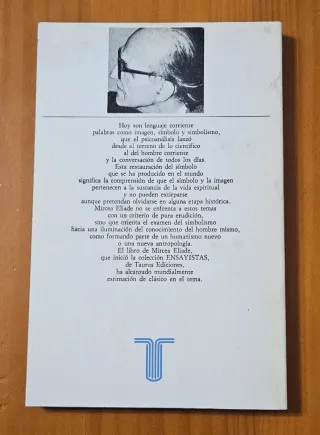 Hoy son lenguaje corriente
palabras como imagen, símbolo y simbolismo,
que el psicoanálisis lanzó
desde el terreno de lo científico
al del hombre corriente
y la conversación de todos los días.
Esta restauración del símbolo
que se ha producido en el mundo
significa la comprensión de que el símbolo y la imagen
pertenecen a la sustancia de la vida espiritual
y no pueden extirparse
aunque pretendan olvidarse en alguna etapa histórica.
Mircea Eliade no se enfrenta a estos temas
con un criterio de pura erudición,
sino que orienta el examen del simbolismo
hacia una iluminación del conocimiento del hombre mismo,
como formando parte de un humanismo nuevo
o una nueva antropología.
El libro de Mircea Eliade,
que inició la colección ENSAYISTAS,
de Taurus Ediciones,
ha alcanzado mundialmente
estimación de clásico en el tema.